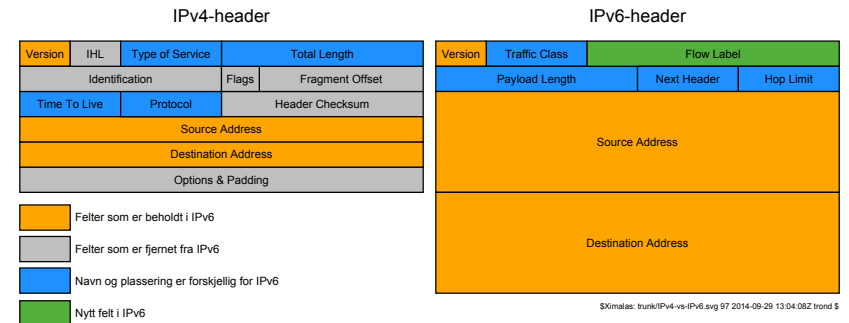 IPv4-header
Version IHL Type of Service Total Length
Identification Flags Fragment Offset
Time To Live Protocol Header Checksum
Source Address
Destination Address
Options & Padding
Felter som er beholdt i IPv6
Felter som er fjernet fra IPv6
Navn og plassering er forskjellig for IPv6
Nytt felt i IPv6
IPv6-header
Version Traffic Class Flow Label
Payload Length Next Header Hop Limit
Source Address
Destination Address
$Ximalas: trunk/IPv4-vs-IPv6.svg 97 2014-09-29 13:04:08Z trond $